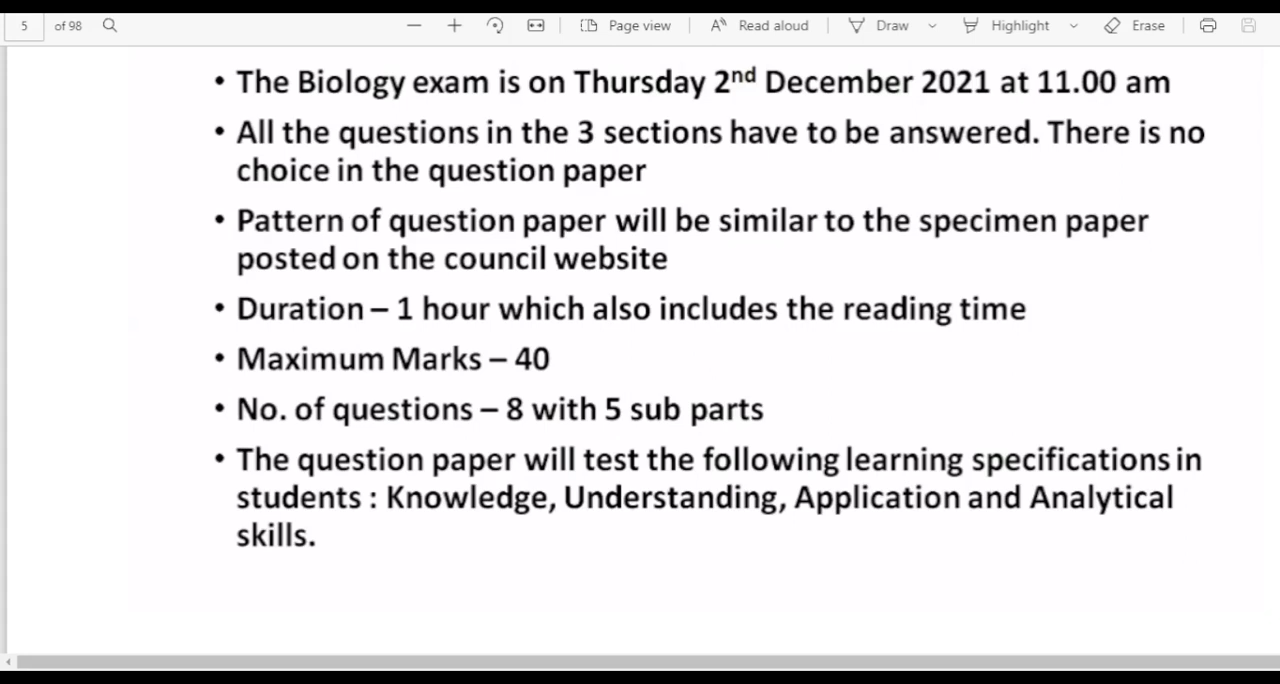 5 of 98 Page view Read aloud Draw Highlight Erase
• The Biology exam is on Thursday 2nd December 2021 at 11.00 am
• All the questions in the 3 sections have to be answered. There is no
choice in the question paper
• Pattern of question paper will be similar to the specimen paper
posted on the council website
• Duration – 1 hour which also includes the reading time
• Maximum Marks – 40
• No. of questions – 8 with 5 sub parts
• The question paper will test the following learning specifications in
students : Knowledge, Understanding, Application and Analytical
skills.